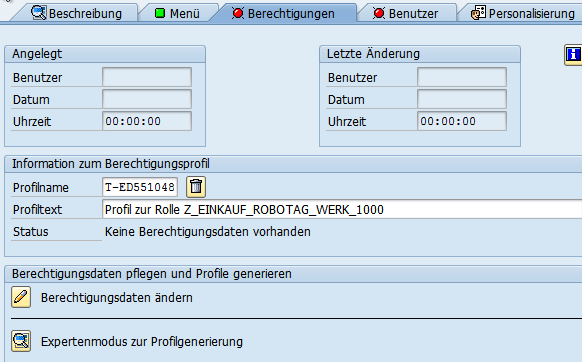 Beschreibung Menü Berechtigungen Benutzer Personalisierung
Angelegt Letzte Änderung
Benutzer Benutzer
Datum Datum
Uhrzeit 00:00:00 Uhrzeit 00:00:00
Information zum Berechtigungsprofil
Profilname T-ED551048
Profiltext Profil zur Rolle Z_EINKAUF_ROBOTAG_WERK_1000
Status Keine Berechtigungsdaten vorhanden
Berechtigungsdaten pflegen und Profile generieren
Berechtigungsdaten ändern
Expertenmodus zur Profilgenerierung